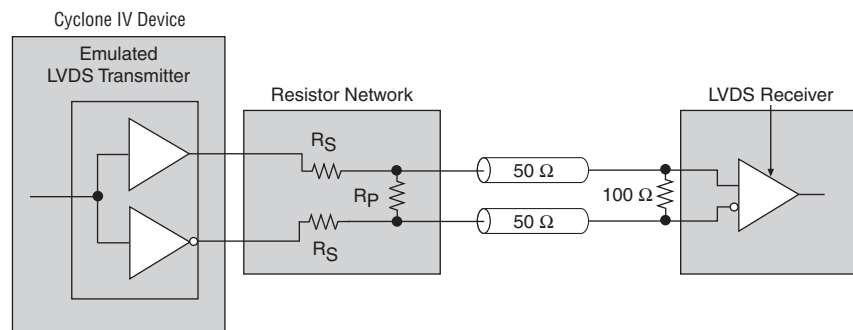 Cyclone IV Device
Emulated
LVDS Transmitter
Resistor Network
LVDS Receiver
RS
50 Ω
RP
100 Ω
50 Ω
RS